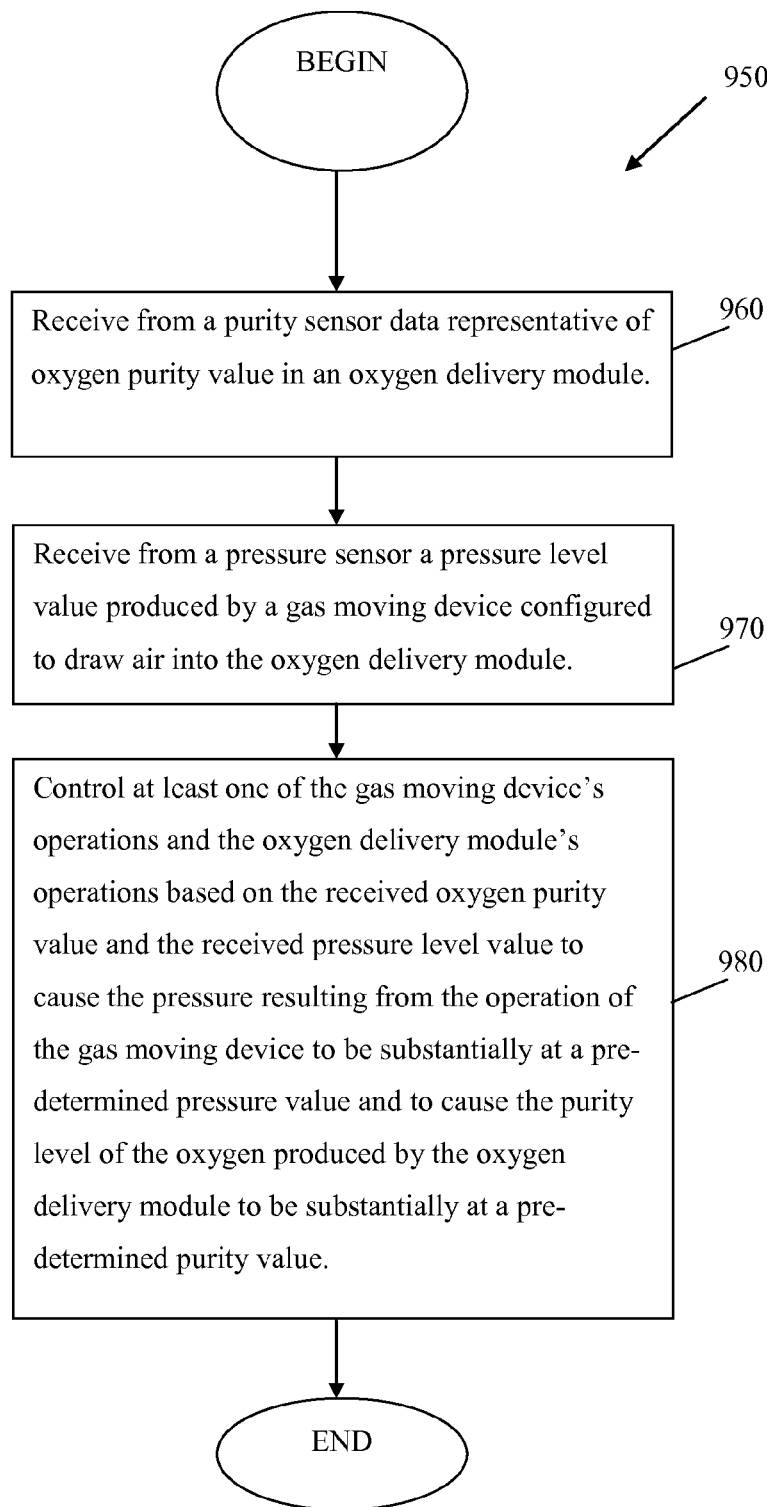 BEGIN
950
Receive from a purity sensor data representative of
oxygen purity value in an oxygen delivery module.
960
Receive from a pressure sensor a pressure level
value produced by a gas moving device configured
to draw air into the oxygen delivery module.
970
Control at least one of the gas moving device's
operations and the oxygen delivery module's
operations based on the received oxygen purity
value and the received pressure level value to
cause the pressure resulting from the operation of
the gas moving device to be substantially at a pre-
determined pressure value and to cause the purity
level of the oxygen produced by the oxygen
delivery module to be substantially at a pre-
determined purity value.
980
END